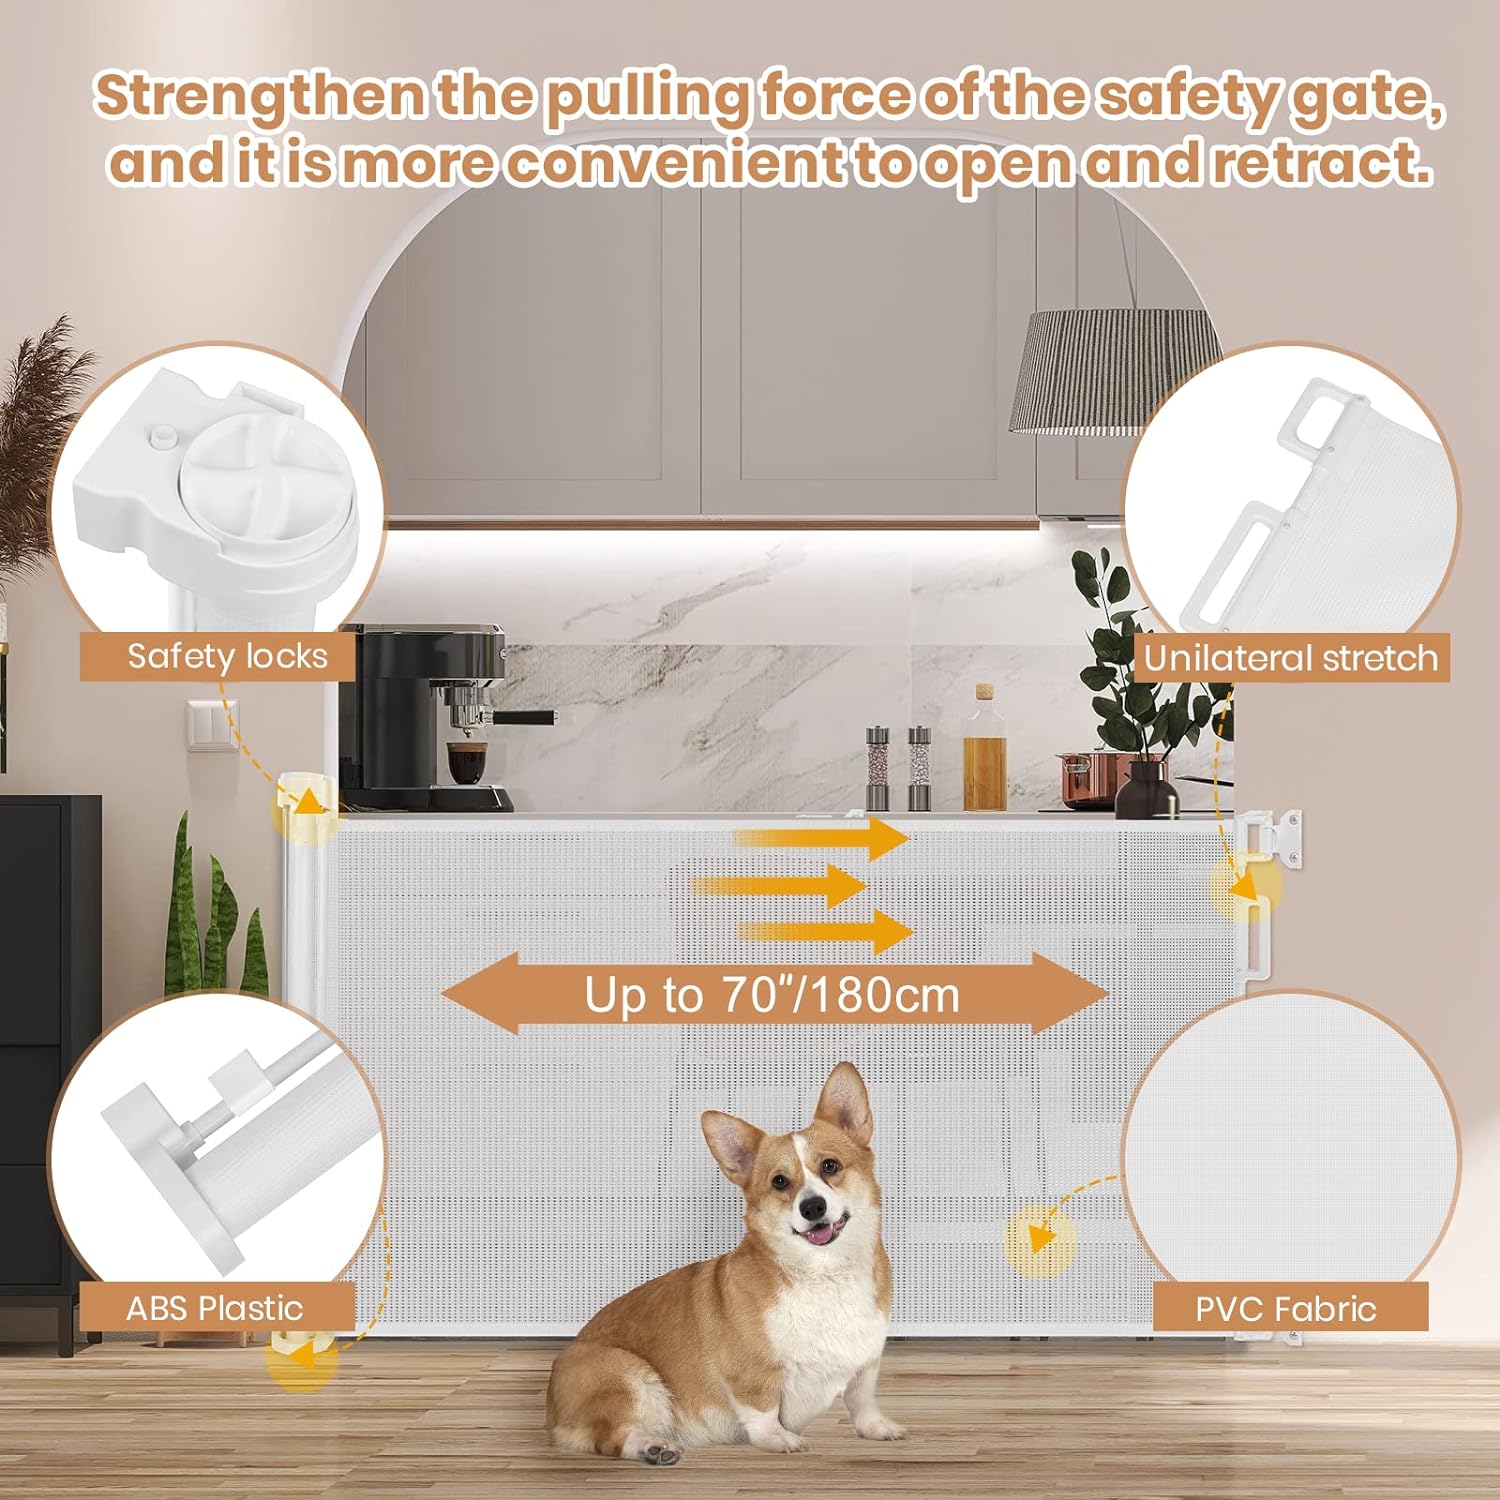 Strengthen the pulling force of the safety gate,
and it is more convenient to open and retract.
Safety locks
Unilateral stretch
Up to 70"/180cm
ABS Plastic
PVC Fabric